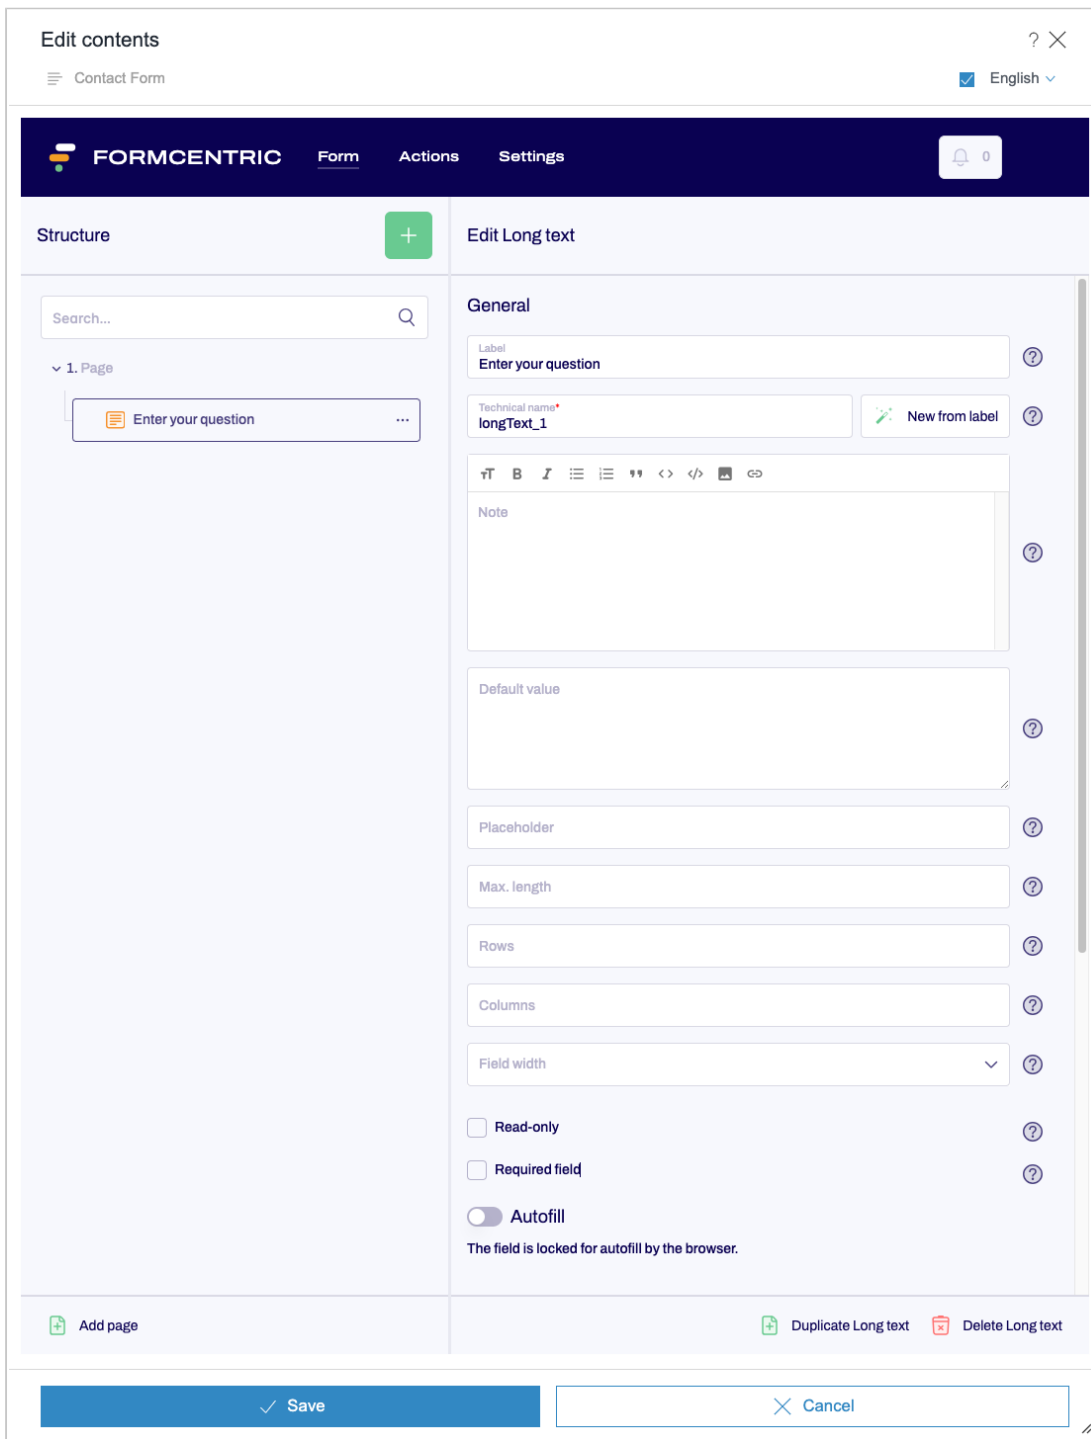 Edit contents
?
Contact Form
English
FORMCENTRIC
Form
Actions
Settings
0
Structure
+
Edit Long text
Search...
1. Page
Enter your question
...
General
Label
?
Enter your question
Technical name*
longText_1
New from label
?
Note
?
Default value
?
Placeholder
?
Max. length
?
Rows
?
Columns
?
Field width
?
Read-only
?
Required field
?
Autofill
The field is locked for autofill by the browser.
Add page
Duplicate Long text
Delete Long text
Save
Cancel